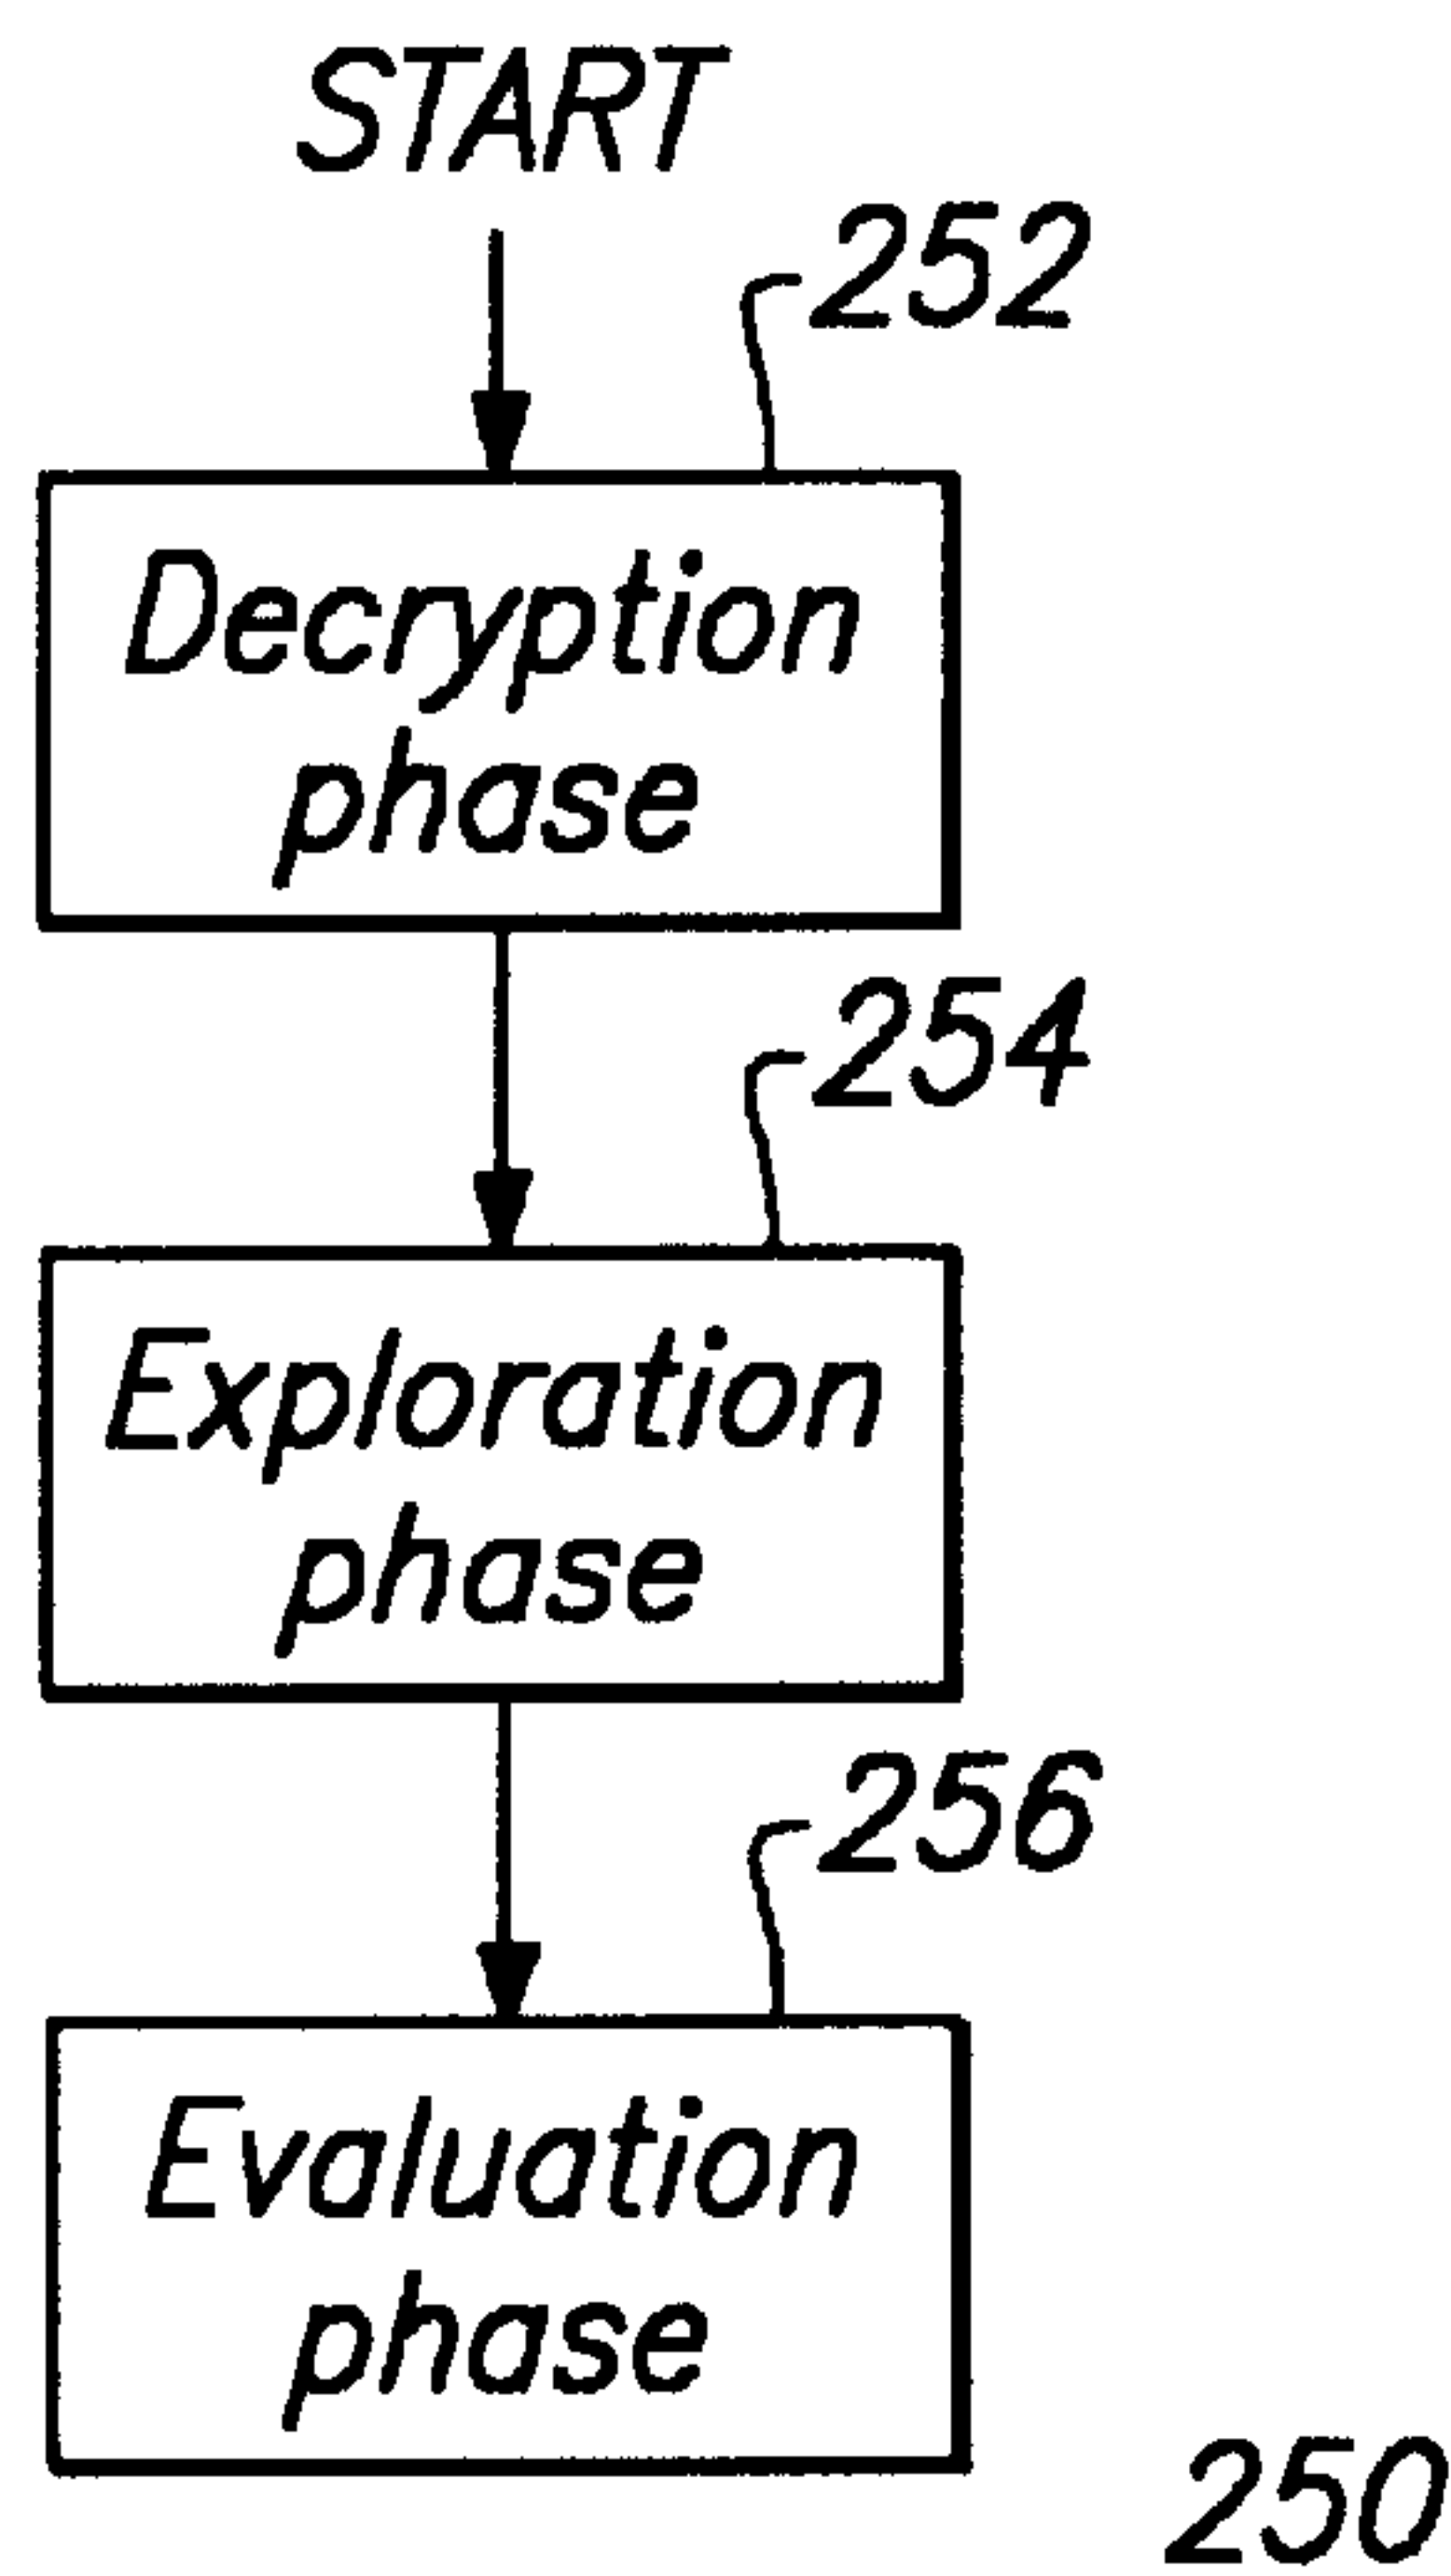 START
252
Decryption
phase
254
Exploration
phase
256
Evaluation
phase
250